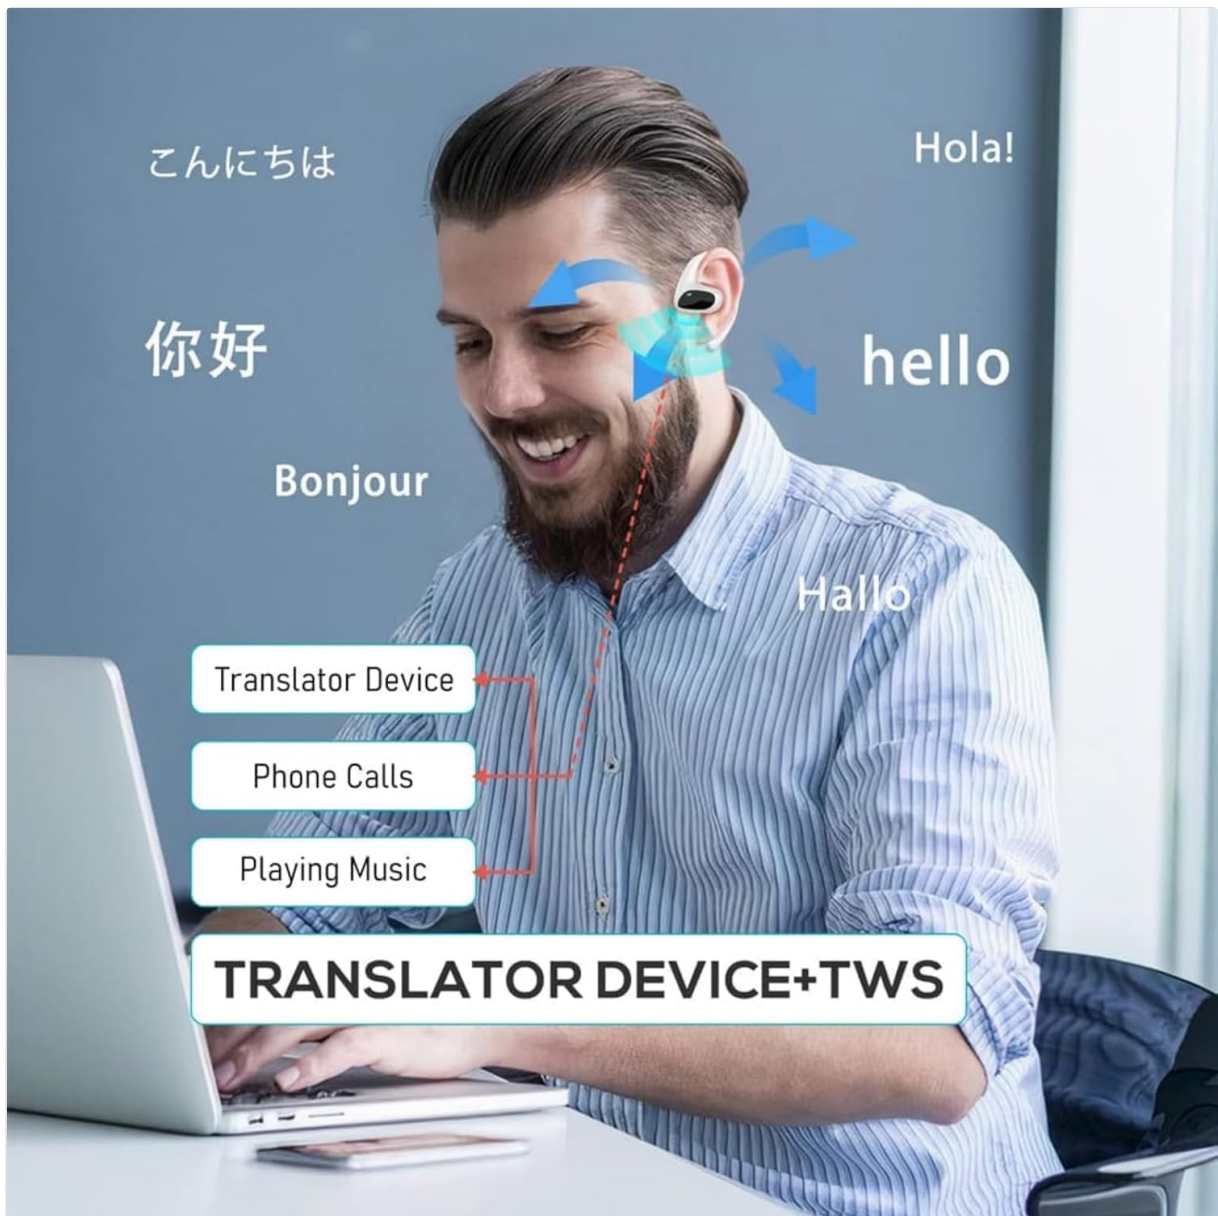 こんにちは
Hola!
你好
hello
Bonjour
Hallo
Translator Device
Phone Calls
Playing Music
TRANSLATOR DEVICE+TWS